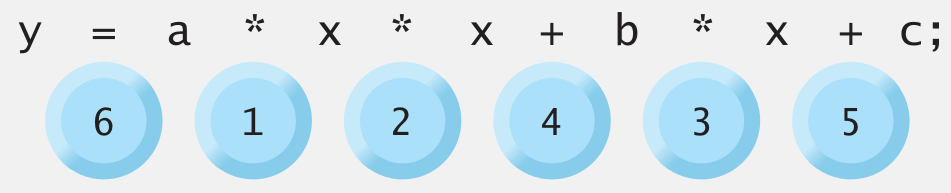 y = a * x * x + b * x + c;
6 1 2 4 3 5